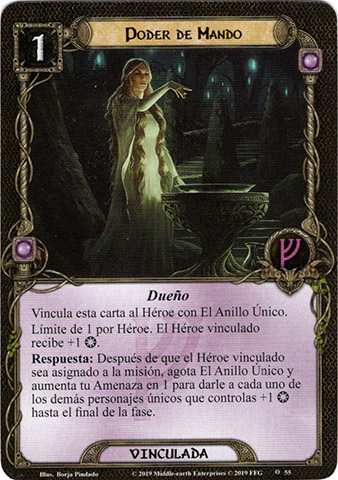 1
Poder de Mando
Dueño
Vincula esta carta al Héroe con El Anillo Único.
Límite de 1 por Héroe. El Héroe vinculado
recibe +1
Respuesta: Después de que el Héroe vinculado
sea asignado a la misión, agota El Anillo Único y
aumenta tu Amenaza en 1 para darle a cada uno de
los demás personajes únicos que controlas +1
hasta el final de la fase.
Vinculada
Illus. Borja Pindado © 2019 Middle-earth Enterprises © 2019 FFG 55